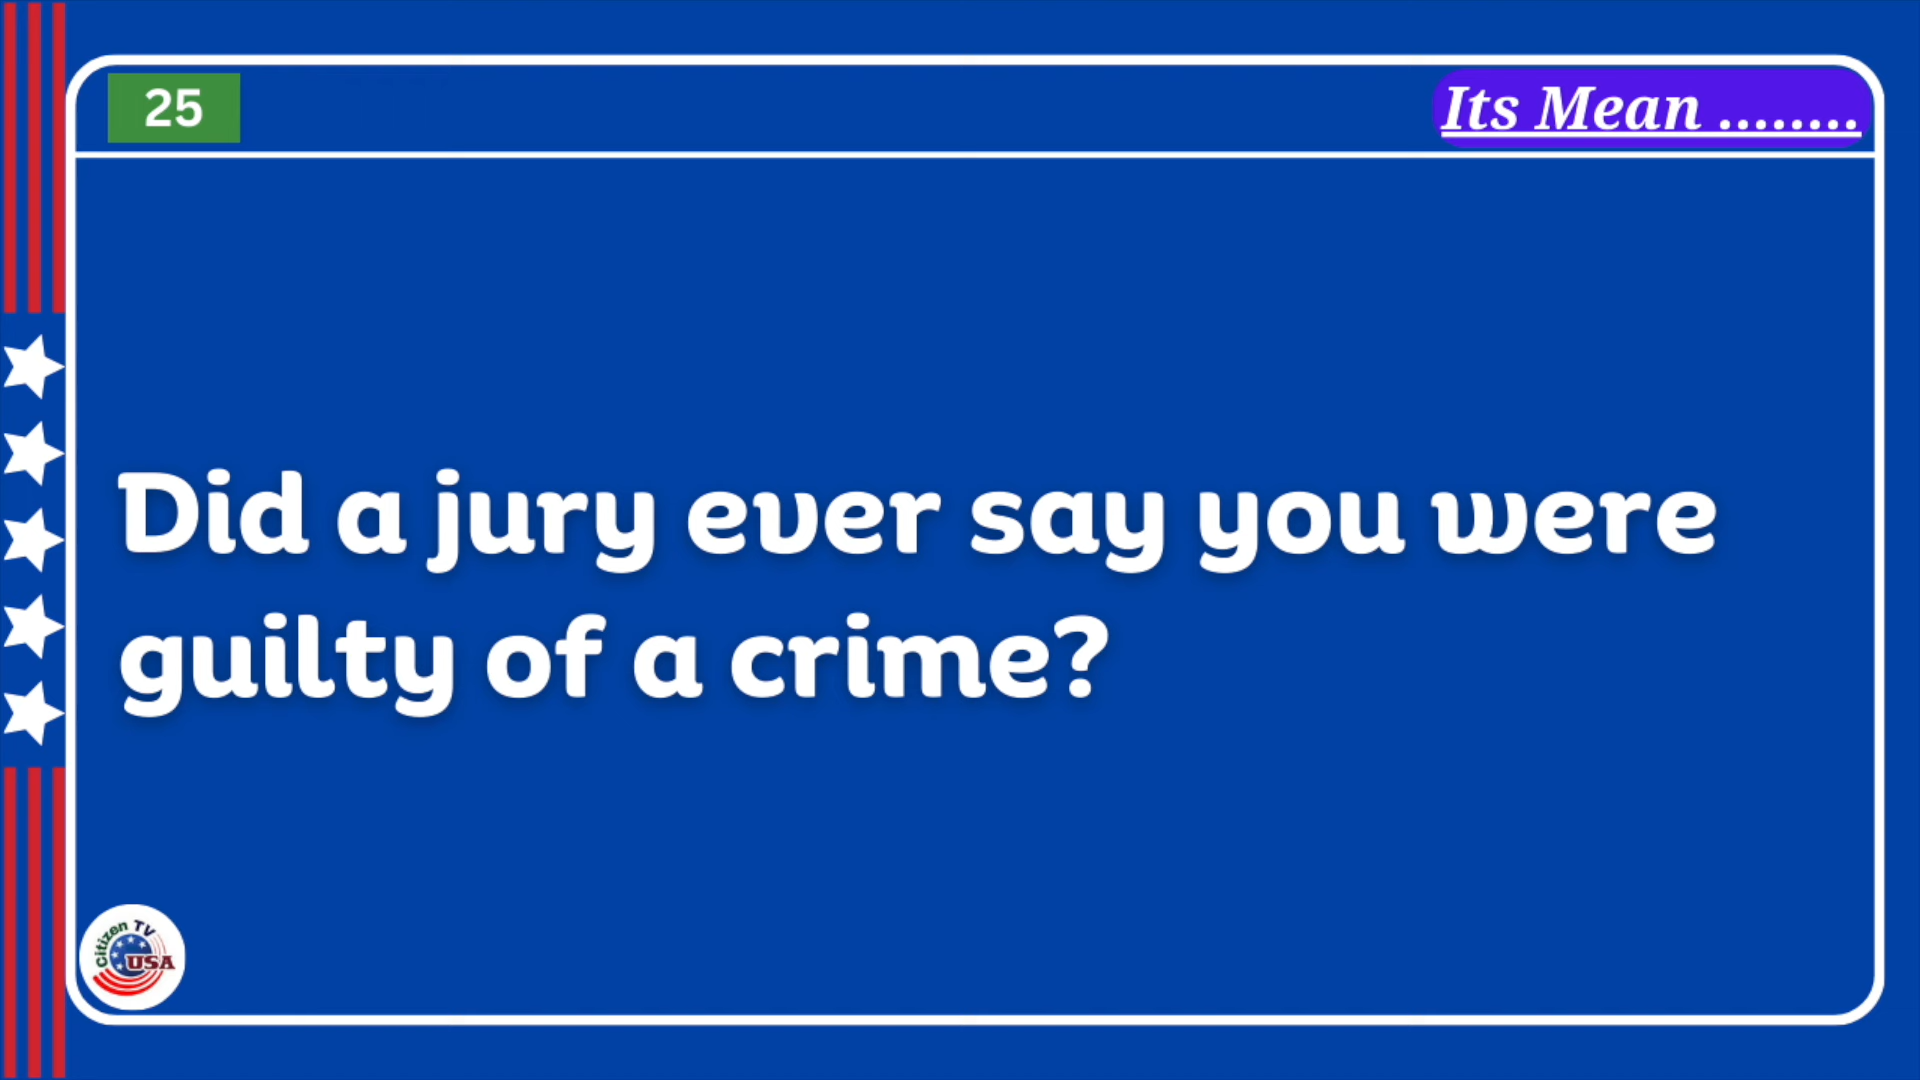 25
Its Mean ........
Did a jury ever say you were
guilty of a crime?
Citizen TV
USA